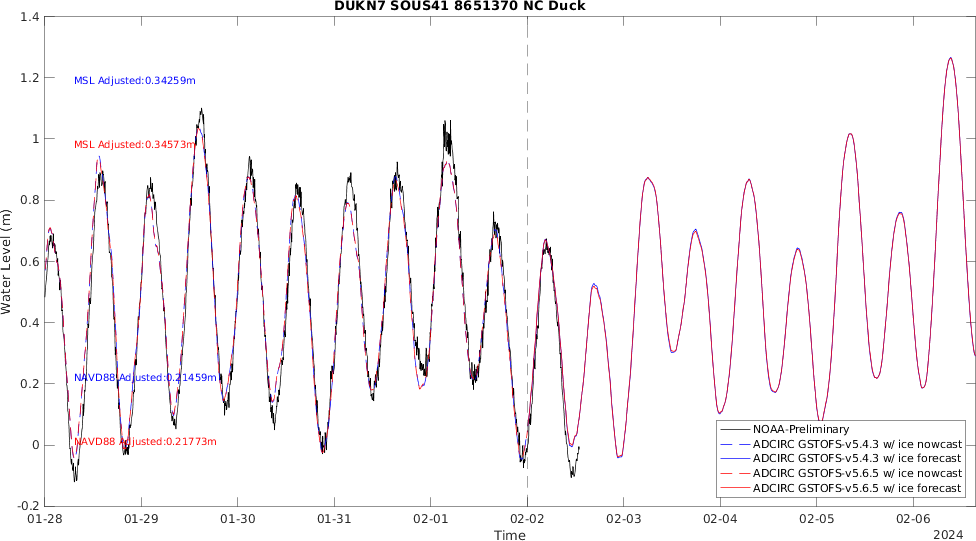 DUKN7 SOUS41 8651370 NC Duck
1.4
1.2
1
0.8
0.6
0.4
0.2
0
-0.2
Water Level (m)
MSL Adjusted:0.34259m
MSL Adjusted:0.34573m
NAVD88 Adjusted:0.21459m
NAVD88 Adjusted:0.21773m
NOAA-Preliminary
ADCIRC GSTOFS-v5.4.3 w/ ice nowcast
ADCIRC GSTOFS-v5.4.3 w/ ice forecast
ADCIRC GSTOFS-v5.6.5 w/ ice nowcast
ADCIRC GSTOFS-v5.6.5 w/ ice forecast
01-28 01-29 01-30 01-31 02-01 02-02 02-03 02-04 02-05 02-06
Time
2024